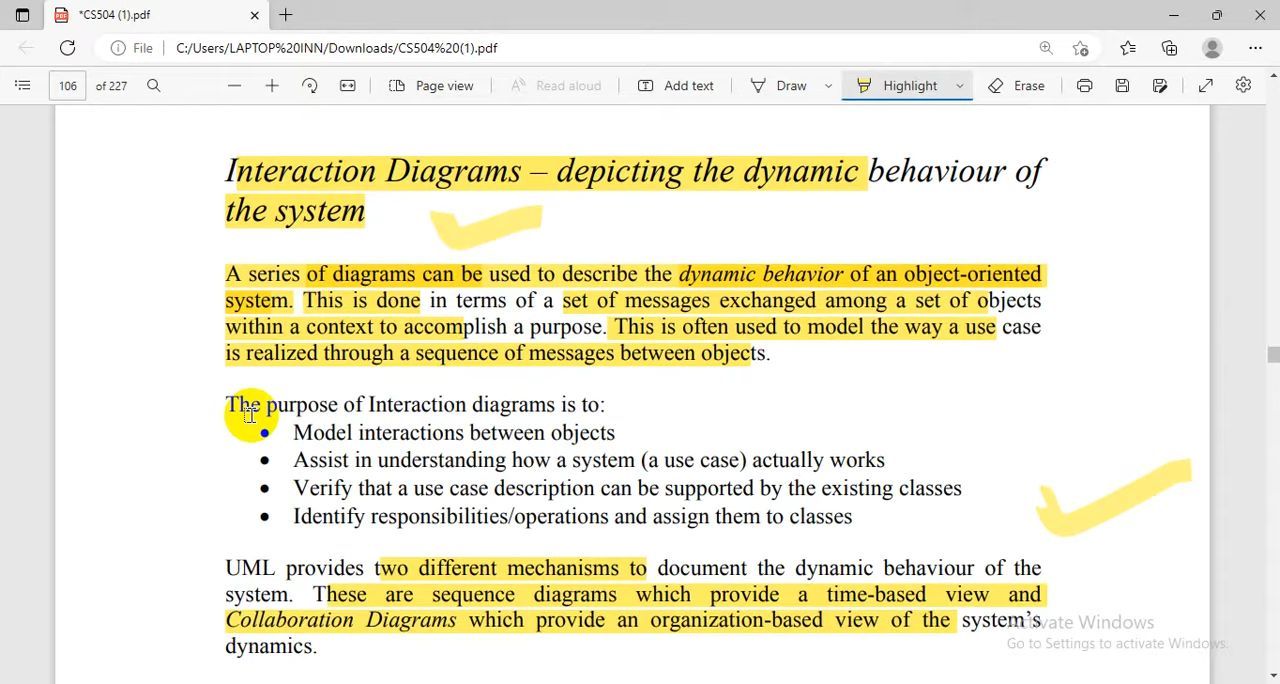 *CS504 (1).pdf
File
C:/Users/LAPTOP%20INN/Downloads/CS504%20(1).pdf
106 of 227
Page view
Read aloud
Add text
Draw
Highlight
Erase
Interaction Diagrams – depicting the dynamic behaviour of
the system
A series of diagrams can be used to describe the dynamic behavior of an object-oriented
system. This is done in terms of a set of messages exchanged among a set of objects
within a context to accomplish a purpose. This is often used to model the way a use case
is realized through a sequence of messages between objects.
The purpose of Interaction diagrams is to:
• Model interactions between objects
• Assist in understanding how a system (a use case) actually works
• Verify that a use case description can be supported by the existing classes
• Identify responsibilities/operations and assign them to classes
UML provides two different mechanisms to document the dynamic behaviour of the
system. These are sequence diagrams which provide a time-based view and
Collaboration Diagrams which provide an organization-based view of the system's
dynamics.
Activate Windows
Go to Settings to activate Windows.